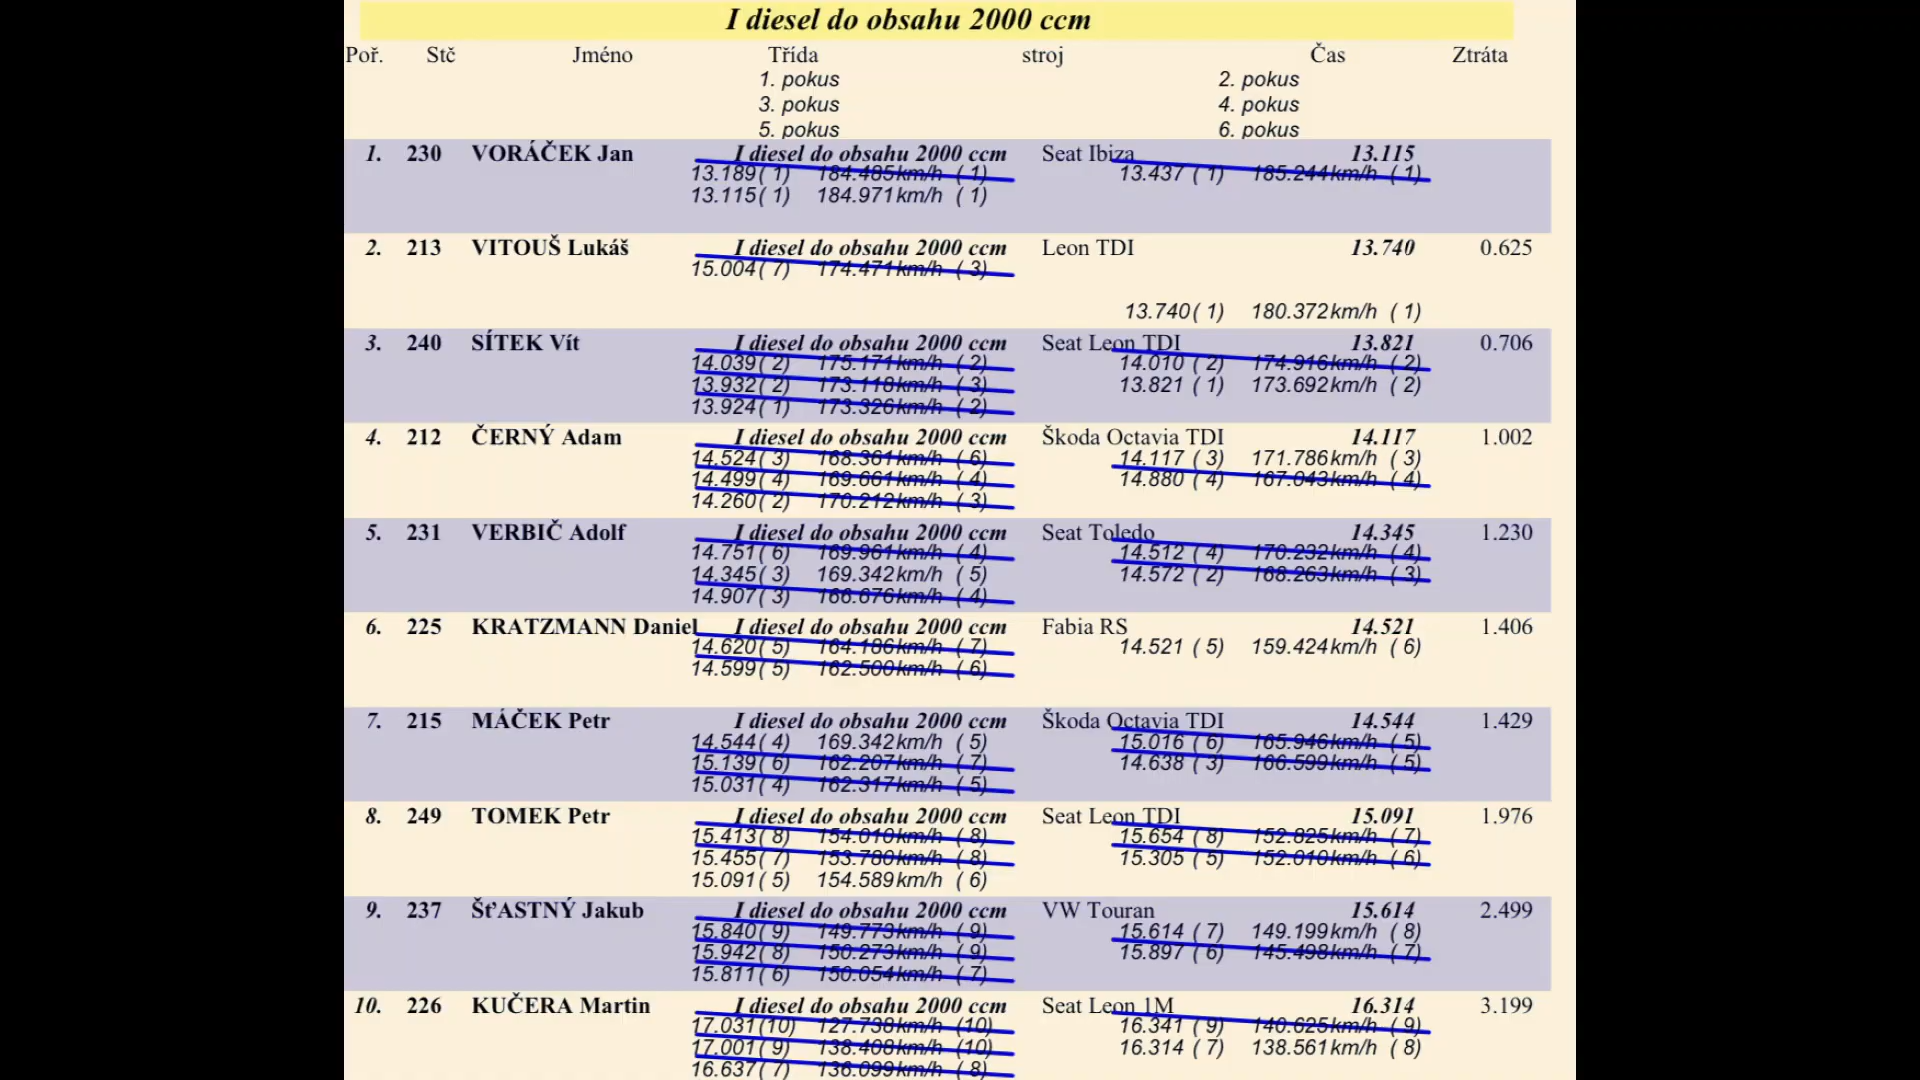 I diesel do obsahu 2000 ccm
Poř. Stč Jméno Třída stroj Čas Ztráta
1. pokus 2. pokus
3. pokus 4. pokus
5. pokus 6. pokus
1. 230 VORÁČEK Jan I diesel do obsahu 2000 ccm Seat Ibiza 13.115
13.189( 1) 184.485km/h ( 1) 13.437 ( 1) 185.244km/h ( 1)
13.115( 1) 184.971km/h ( 1)
2. 213 VITOUŠ Lukáš I diesel do obsahu 2000 ccm Leon TDI 13.740 0.625
15.004( 7) 174.471km/h ( 3)
13.740( 1) 180.372km/h ( 1)
3. 240 SÍTEK Vít I diesel do obsahu 2000 ccm Seat Leon TDI 13.821 0.706
14.039( 2) 175.171km/h ( 2) 14.010 ( 2) 174.916km/h ( 2)
13.932( 2) 173.118km/h ( 3) 13.821 ( 1) 173.692km/h ( 2)
13.924( 1) 173.326km/h ( 2)
4. 212 ČERNÝ Adam I diesel do obsahu 2000 ccm Škoda Octavia TDI 14.117 1.002
14.524( 3) 168.361km/h ( 6) 14.117 ( 3) 171.786km/h ( 3)
14.499( 4) 169.661km/h ( 4) 14.880 ( 4) 167.043km/h ( 4)
14.260( 2) 170.212km/h ( 3)
5. 231 VERBIČ Adolf I diesel do obsahu 2000 ccm Seat Toledo 14.345 1.230
14.751( 6) 169.961km/h ( 4) 14.512 ( 4) 170.232km/h ( 4)
14.345( 3) 169.342km/h ( 5) 14.572 ( 2) 168.263km/h ( 3)
14.907( 3) 166.676km/h ( 4)
6. 225 KRATZMANN Daniel I diesel do obsahu 2000 ccm Fabia RS 14.521 1.406
14.620( 5) 164.186km/h ( 7) 14.521 ( 5) 159.424km/h ( 6)
14.599( 5) 162.500km/h ( 6)
7. 215 MÁČEK Petr I diesel do obsahu 2000 ccm Škoda Octavia TDI 14.544 1.429
14.544( 4) 169.342km/h ( 5) 15.016 ( 6) 165.946km/h ( 5)
15.139( 6) 162.207km/h ( 7) 14.638 ( 3) 166.599km/h ( 5)
15.031( 4) 162.317km/h ( 5)
8. 249 TOMEK Petr I diesel do obsahu 2000 ccm Seat Leon TDI 15.091 1.976
15.413( 8) 154.010km/h ( 8) 15.654 ( 8) 152.825km/h ( 7)
15.455( 7) 153.780km/h ( 8) 15.305 ( 5) 152.010km/h ( 6)
15.091( 5) 154.589km/h ( 6)
9. 237 ŠťASTNÝ Jakub I diesel do obsahu 2000 ccm VW Touran 15.614 2.499
15.840( 9) 149.773km/h ( 9) 15.614 ( 7) 149.199km/h ( 8)
15.942( 8) 150.273km/h ( 9) 15.897 ( 6) 145.498km/h ( 7)
15.811( 6) 150.054km/h ( 7)
10. 226 KUČERA Martin I diesel do obsahu 2000 ccm Seat Leon 1M 16.314 3.199
17.031(10) 127.738km/h (10) 16.341 ( 9) 140.625km/h ( 9)
17.001( 9) 138.408km/h (10) 16.314 ( 7) 138.561km/h ( 8)
16.637( 7) 136.099km/h ( 8)